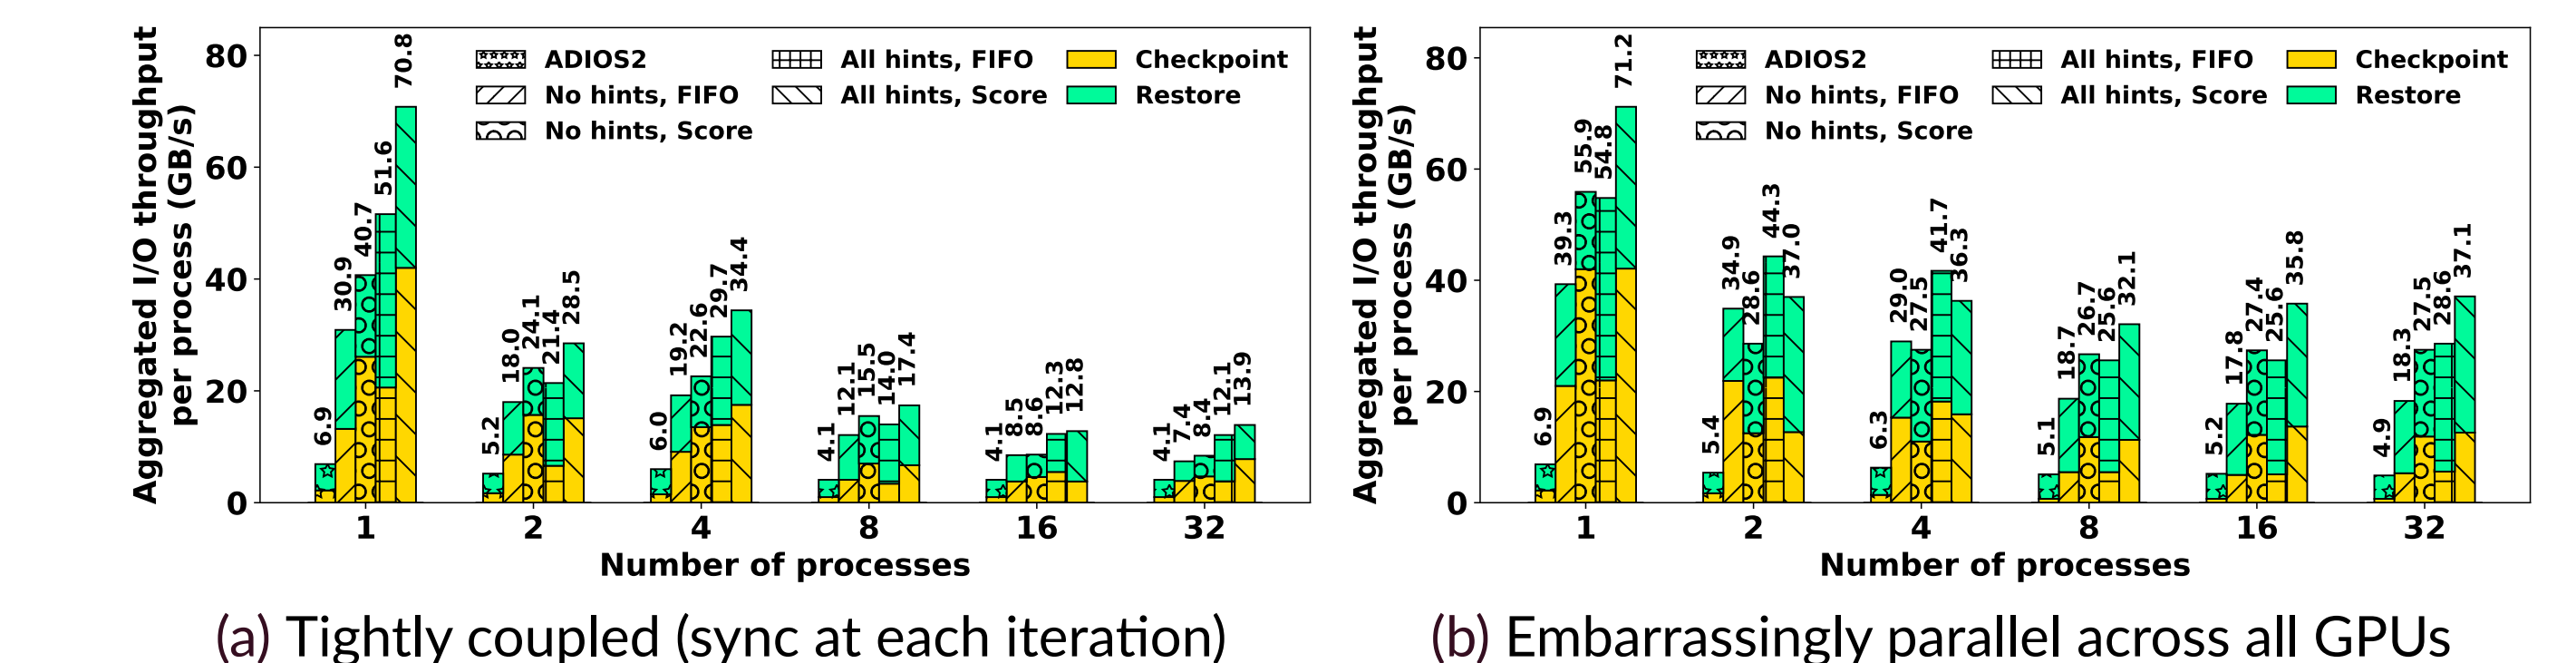 Aggregated I/O throughput
per process (GB/s)
80
60
40
20
0
ADIOS2
No hints, FIFO
No hints, Score
All hints, FIFO
All hints, Score
Checkpoint
Restore
6.9
30.9
40.7
51.6
70.8
5.2
18.0
24.1
21.4
28.5
6.0
19.2
22.6
29.7
34.4
4.1
12.1
15.5
14.0
17.4
4.1
8.5
8.6
12.3
12.8
4.1
7.4
8.4
12.1
13.9
1 2 4 8 16 32
Number of processes
(a) Tightly coupled (sync at each iteration)
Aggregated I/O throughput
per process (GB/s)
80
60
40
20
0
ADIOS2
No hints, FIFO
No hints, Score
All hints, FIFO
All hints, Score
Checkpoint
Restore
6.9
39.3
55.9
54.8
71.2
5.4
34.9
28.6
44.3
37.0
6.3
29.0
27.5
41.7
36.3
5.1
18.7
26.7
25.6
32.1
5.2
17.8
27.4
25.6
35.8
4.9
18.3
27.5
28.6
37.1
1 2 4 8 16 32
Number of processes
(b) Embarrassingly parallel across all GPUs